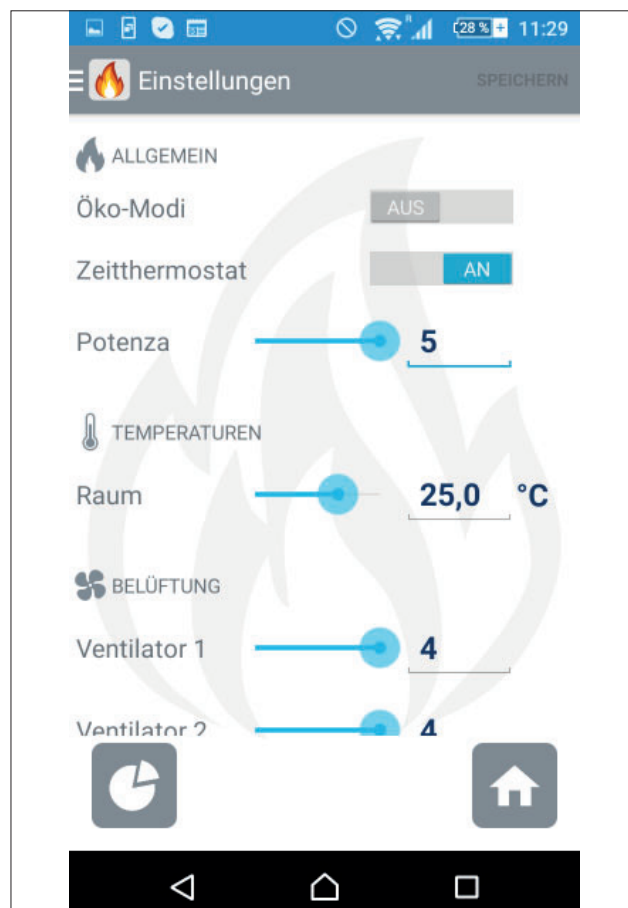 28 % 11:29
Einstellungen SPEICHERN
ALLGEMEIN
Öko-Modi AUS
Zeitthermostat AN
Potenza 5
TEMPERATUREN
Raum 25,0 °C
BELÜFTUNG
Ventilator 1 4
Ventilator 2 4